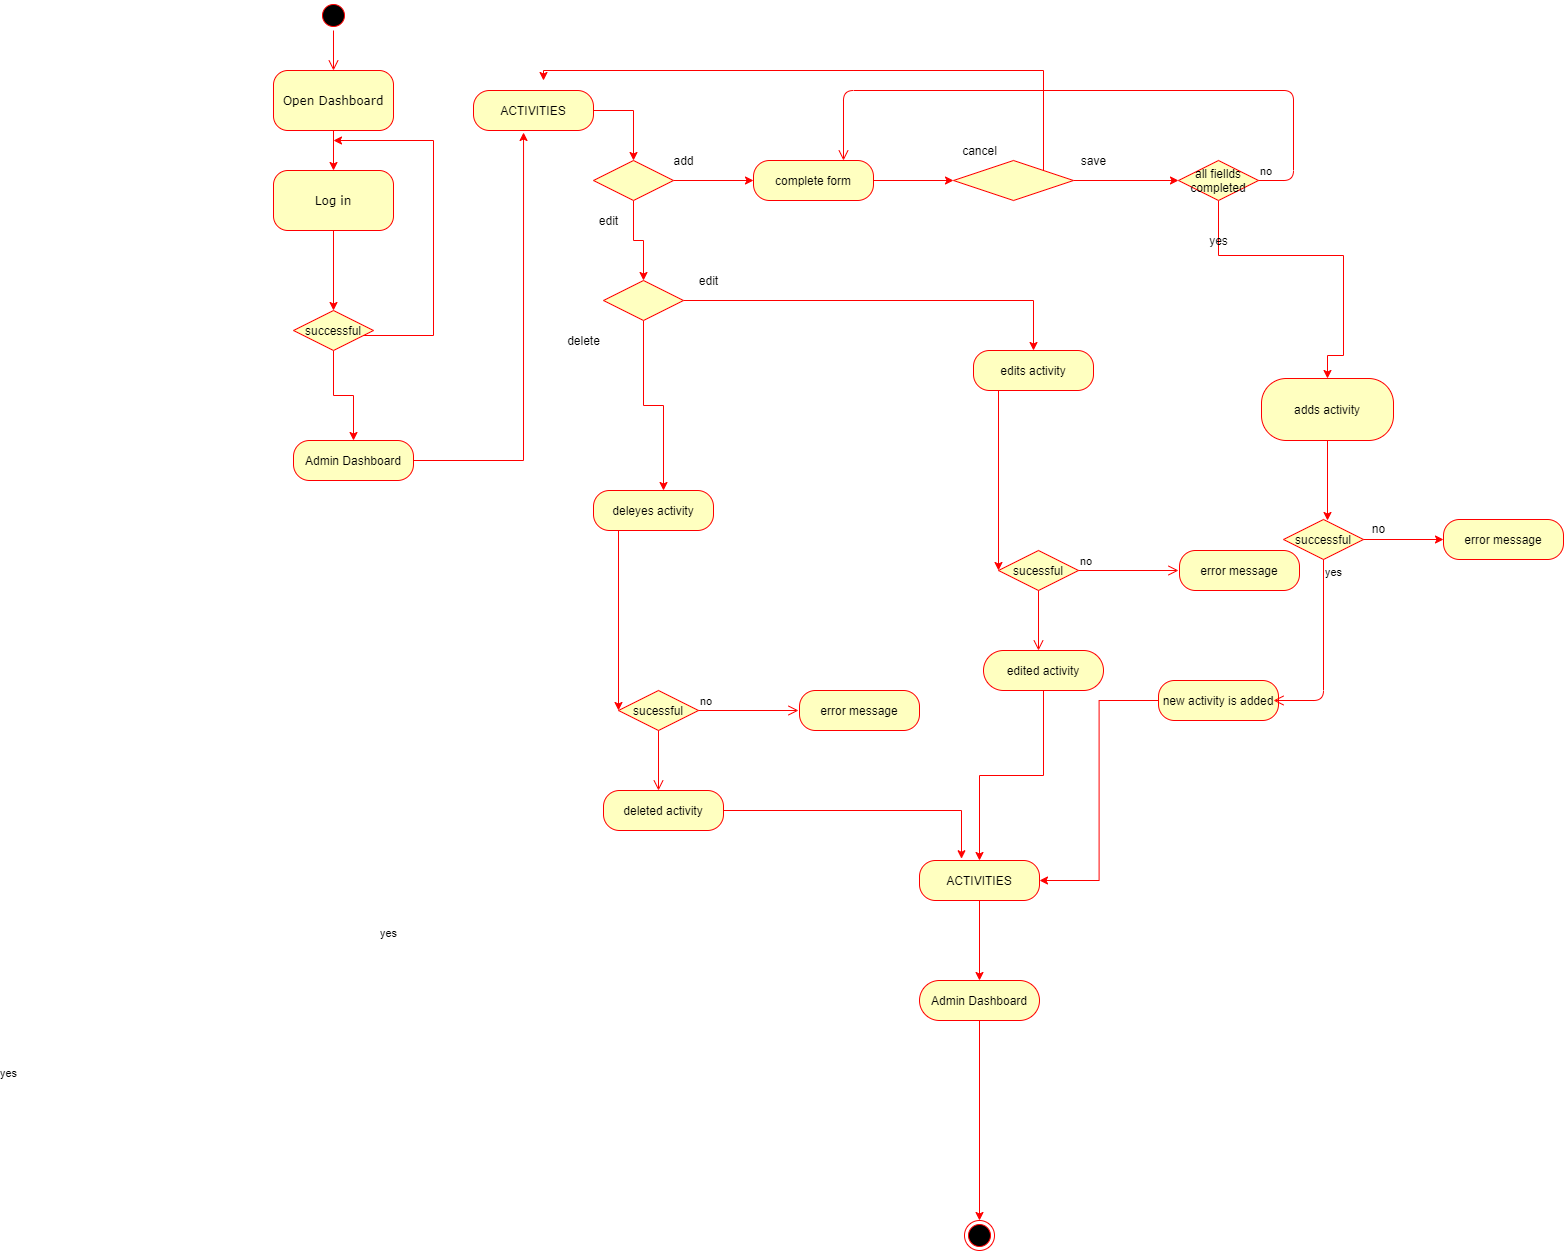 Open Dashboard
ACTIVITIES
cancel
add
save
complete form
all fiellds
completed
no
Log in
edit
yes
edit
successful
delete
edits activity
adds activity
Admin Dashboard
deleyes activity
no
successful
error message
no
sucessful
error message
yes
edited activity
no
sucessful
error message
new activity is added
deleted activity
ACTIVITIES
yes
Admin Dashboard
yes